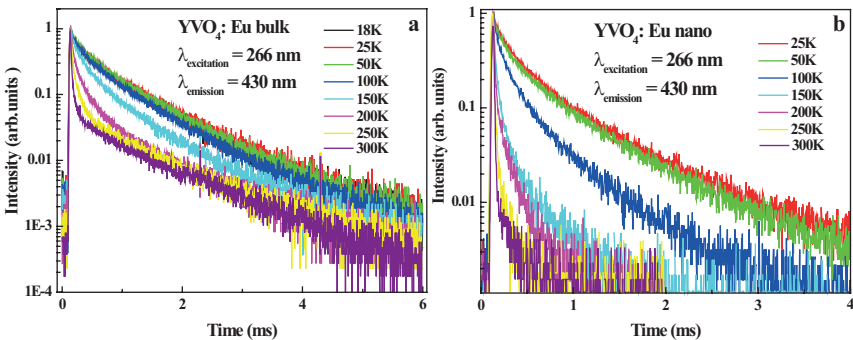 a
YVO₄: Eu bulk
λexcitation = 266 nm
λemission = 430 nm
18K
25K
50K
100K
150K
200K
250K
300K
Intensity (arb. units)
1
0.1
0.01
1E-3
1E-4
0
2
4
6
Time (ms)
b
YVO₄: Eu nano
λexcitation = 266 nm
λemission = 430 nm
25K
50K
100K
150K
200K
250K
300K
Intensity (arb. units)
1
0.1
0.01
0
1
2
3
4
Time (ms)